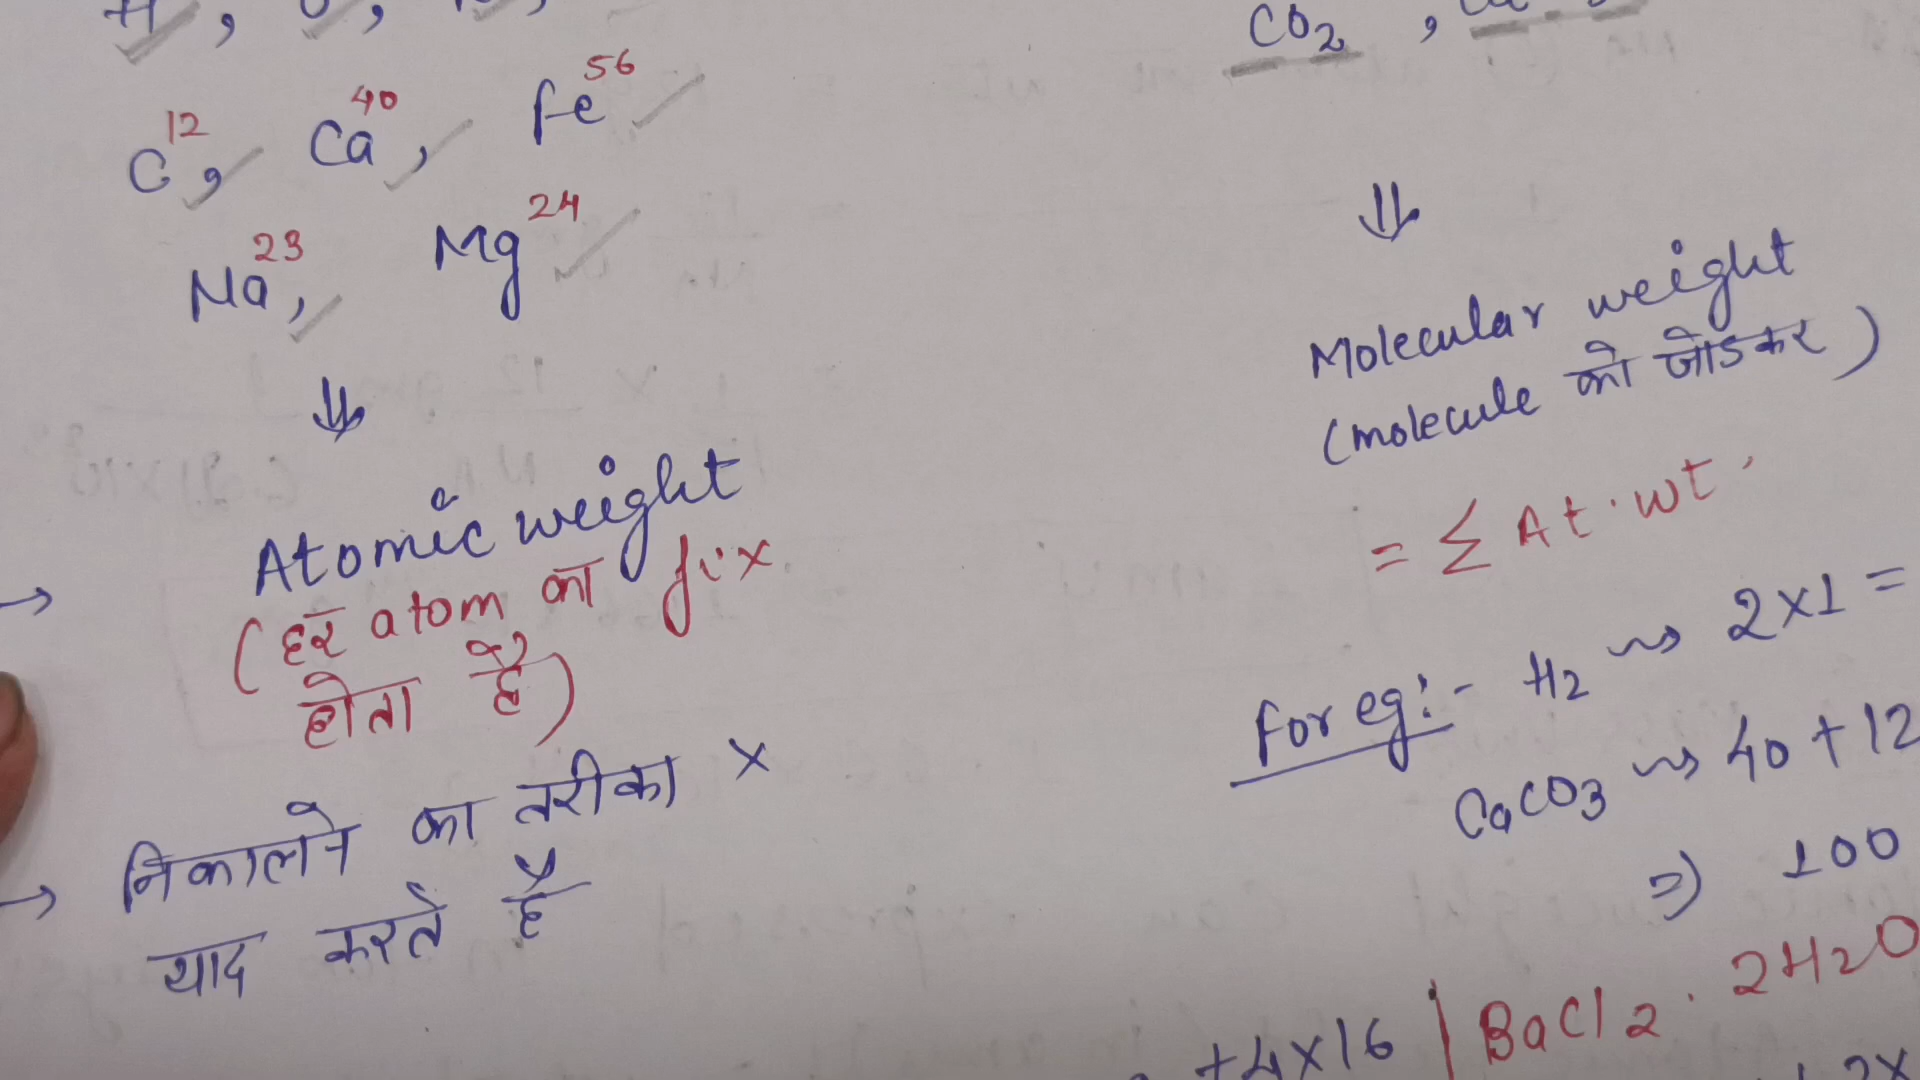 CO2 ,
C12, Ca40, Fe56
Na23, Mg24
⇓
⇓
Atomic weight
(हर atom का fix
होता है)
→ निकालने का तरीका ×
→ याद करते है
Molecular weight
(molecule को जोडकर)
= Σ At. wt.
For eg:- H2 ⇝ 2×1 =
CaCO3 ⇝ 40 + 12
⇒ 100
+4×16 | BaCl2. 2H2O